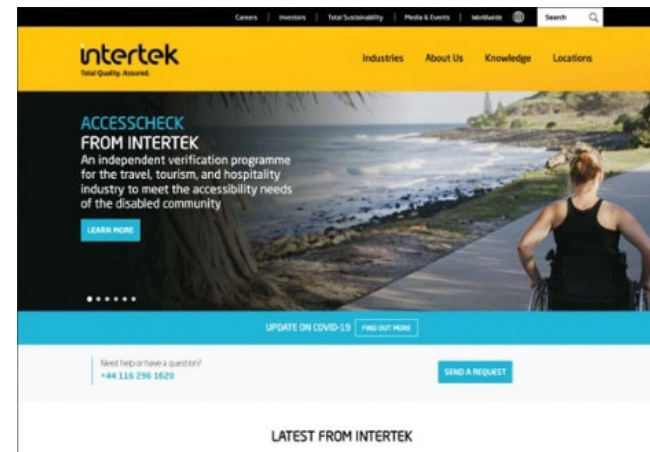 Careers | Investors | Total Sustainability | Media & Events | Worldwide Search
intertek
Total Quality. Assured.
Industries About Us Knowledge Locations
ACCESSCHECK
FROM INTERTEK
An independent verification programme
for the travel, tourism, and hospitality
industry to meet the accessibility needs
of the disabled community
LEARN MORE
UPDATE ON COVID-19 FIND OUT MORE
Need help or have a question?
+44 116 296 1620
SEND A REQUEST
LATEST FROM INTERTEK